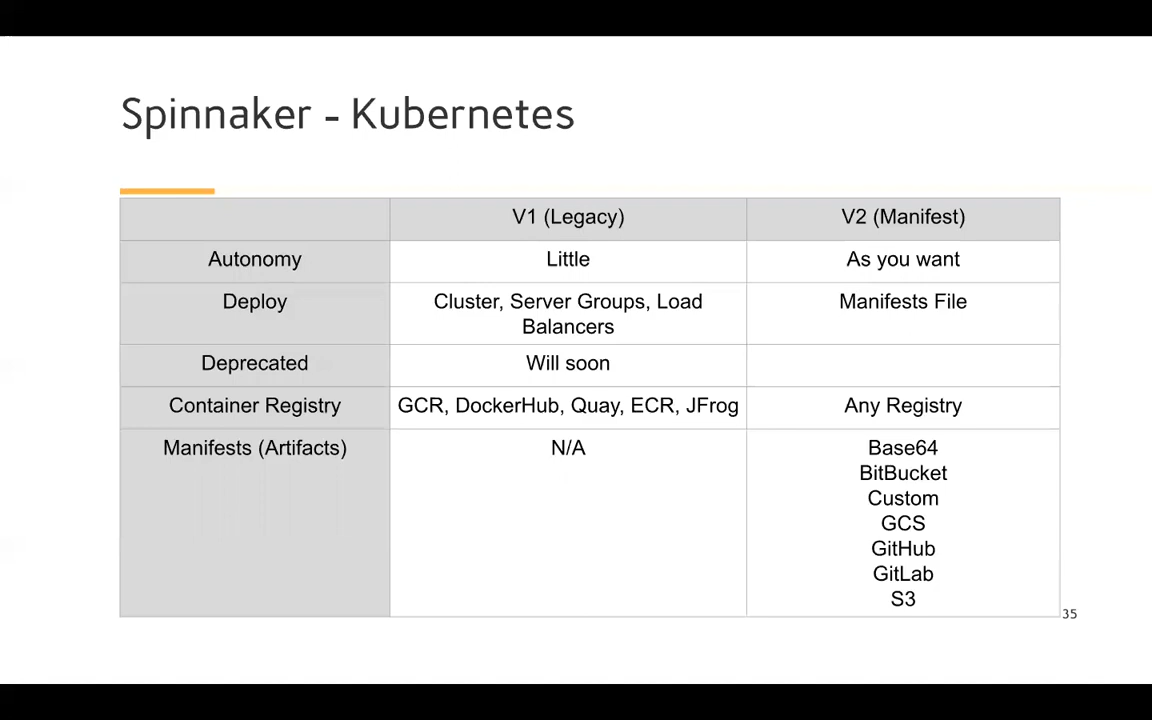 Spinnaker - Kubernetes
V1 (Legacy)
V2 (Manifest)
Autonomy
Little
As you want
Deploy
Cluster, Server Groups, Load
Balancers
Manifests File
Deprecated
Will soon
Container Registry
GCR, DockerHub, Quay, ECR, JFrog
Any Registry
Manifests (Artifacts)
N/A
Base64
BitBucket
Custom
GCS
GitHub
GitLab
S3
35